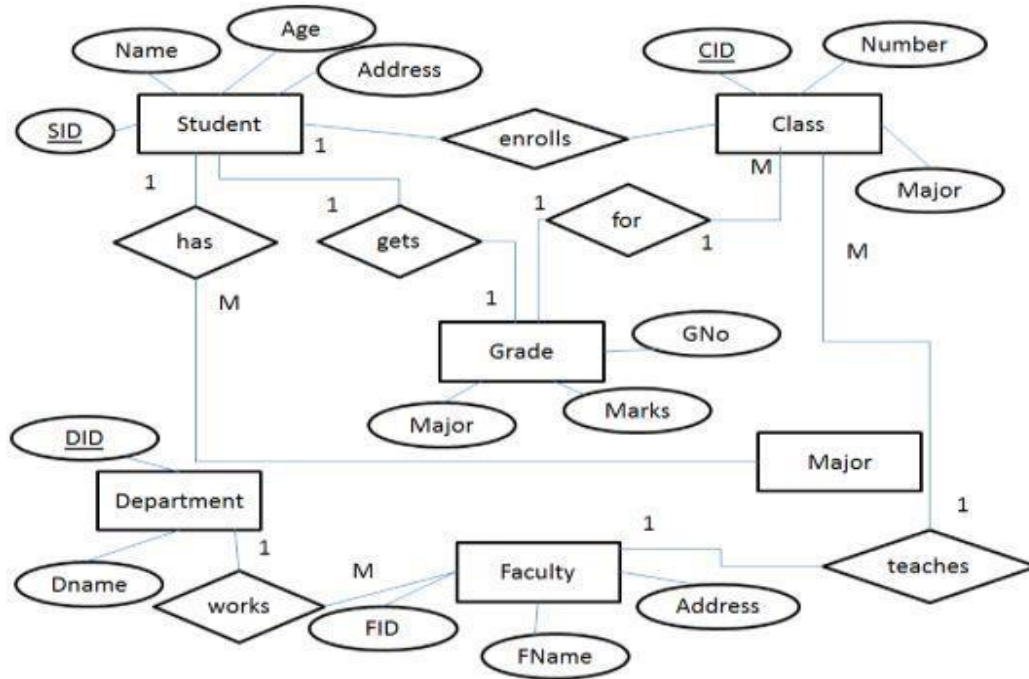 Name
Age
Address
CID
Number
SID
Student
enrolls
Class
1
1
M
Major
has
1
gets
1
for
1
M
M
1
Grade
GNo
Major
Marks
DID
Major
Department
1
1
1
Dname
M
Faculty
teaches
works
FID
Address
FName